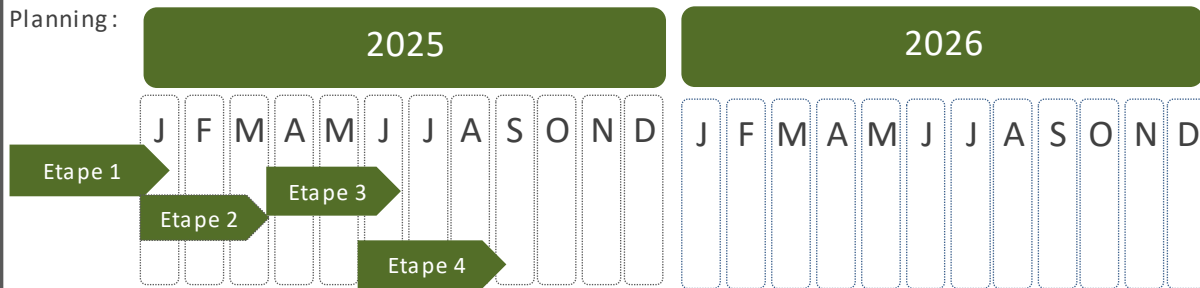 Planning :
2025 2026
J F M A M J J A S O N D J F M A M J J A S O N D
Etape 1
Etape 3
Etape 2
Etape 4